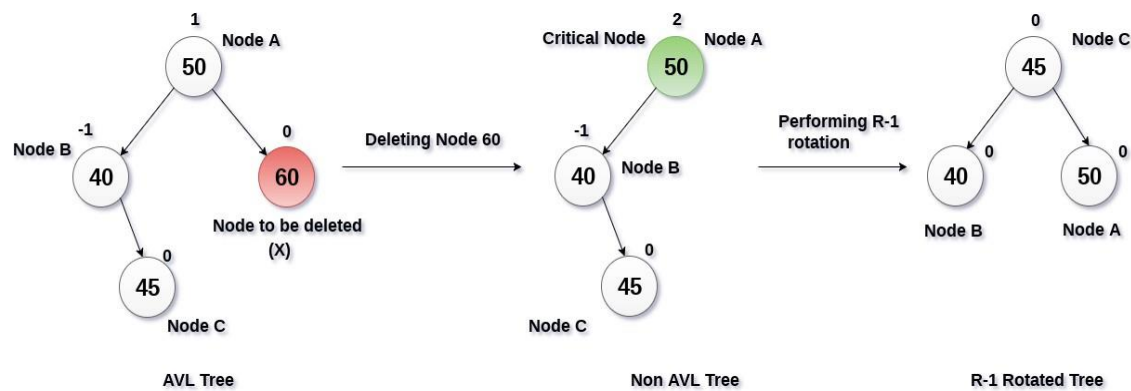 1
Node A
50
-1
0
Node B
40
60
Node to be deleted
(X)
0
45
Node C
AVL Tree
Deleting Node 60
2
Critical Node
Node A
50
-1
40
Node B
0
45
Node C
Non AVL Tree
Performing R-1
rotation
0
Node C
45
0
0
40
50
Node B
Node A
R-1 Rotated Tree